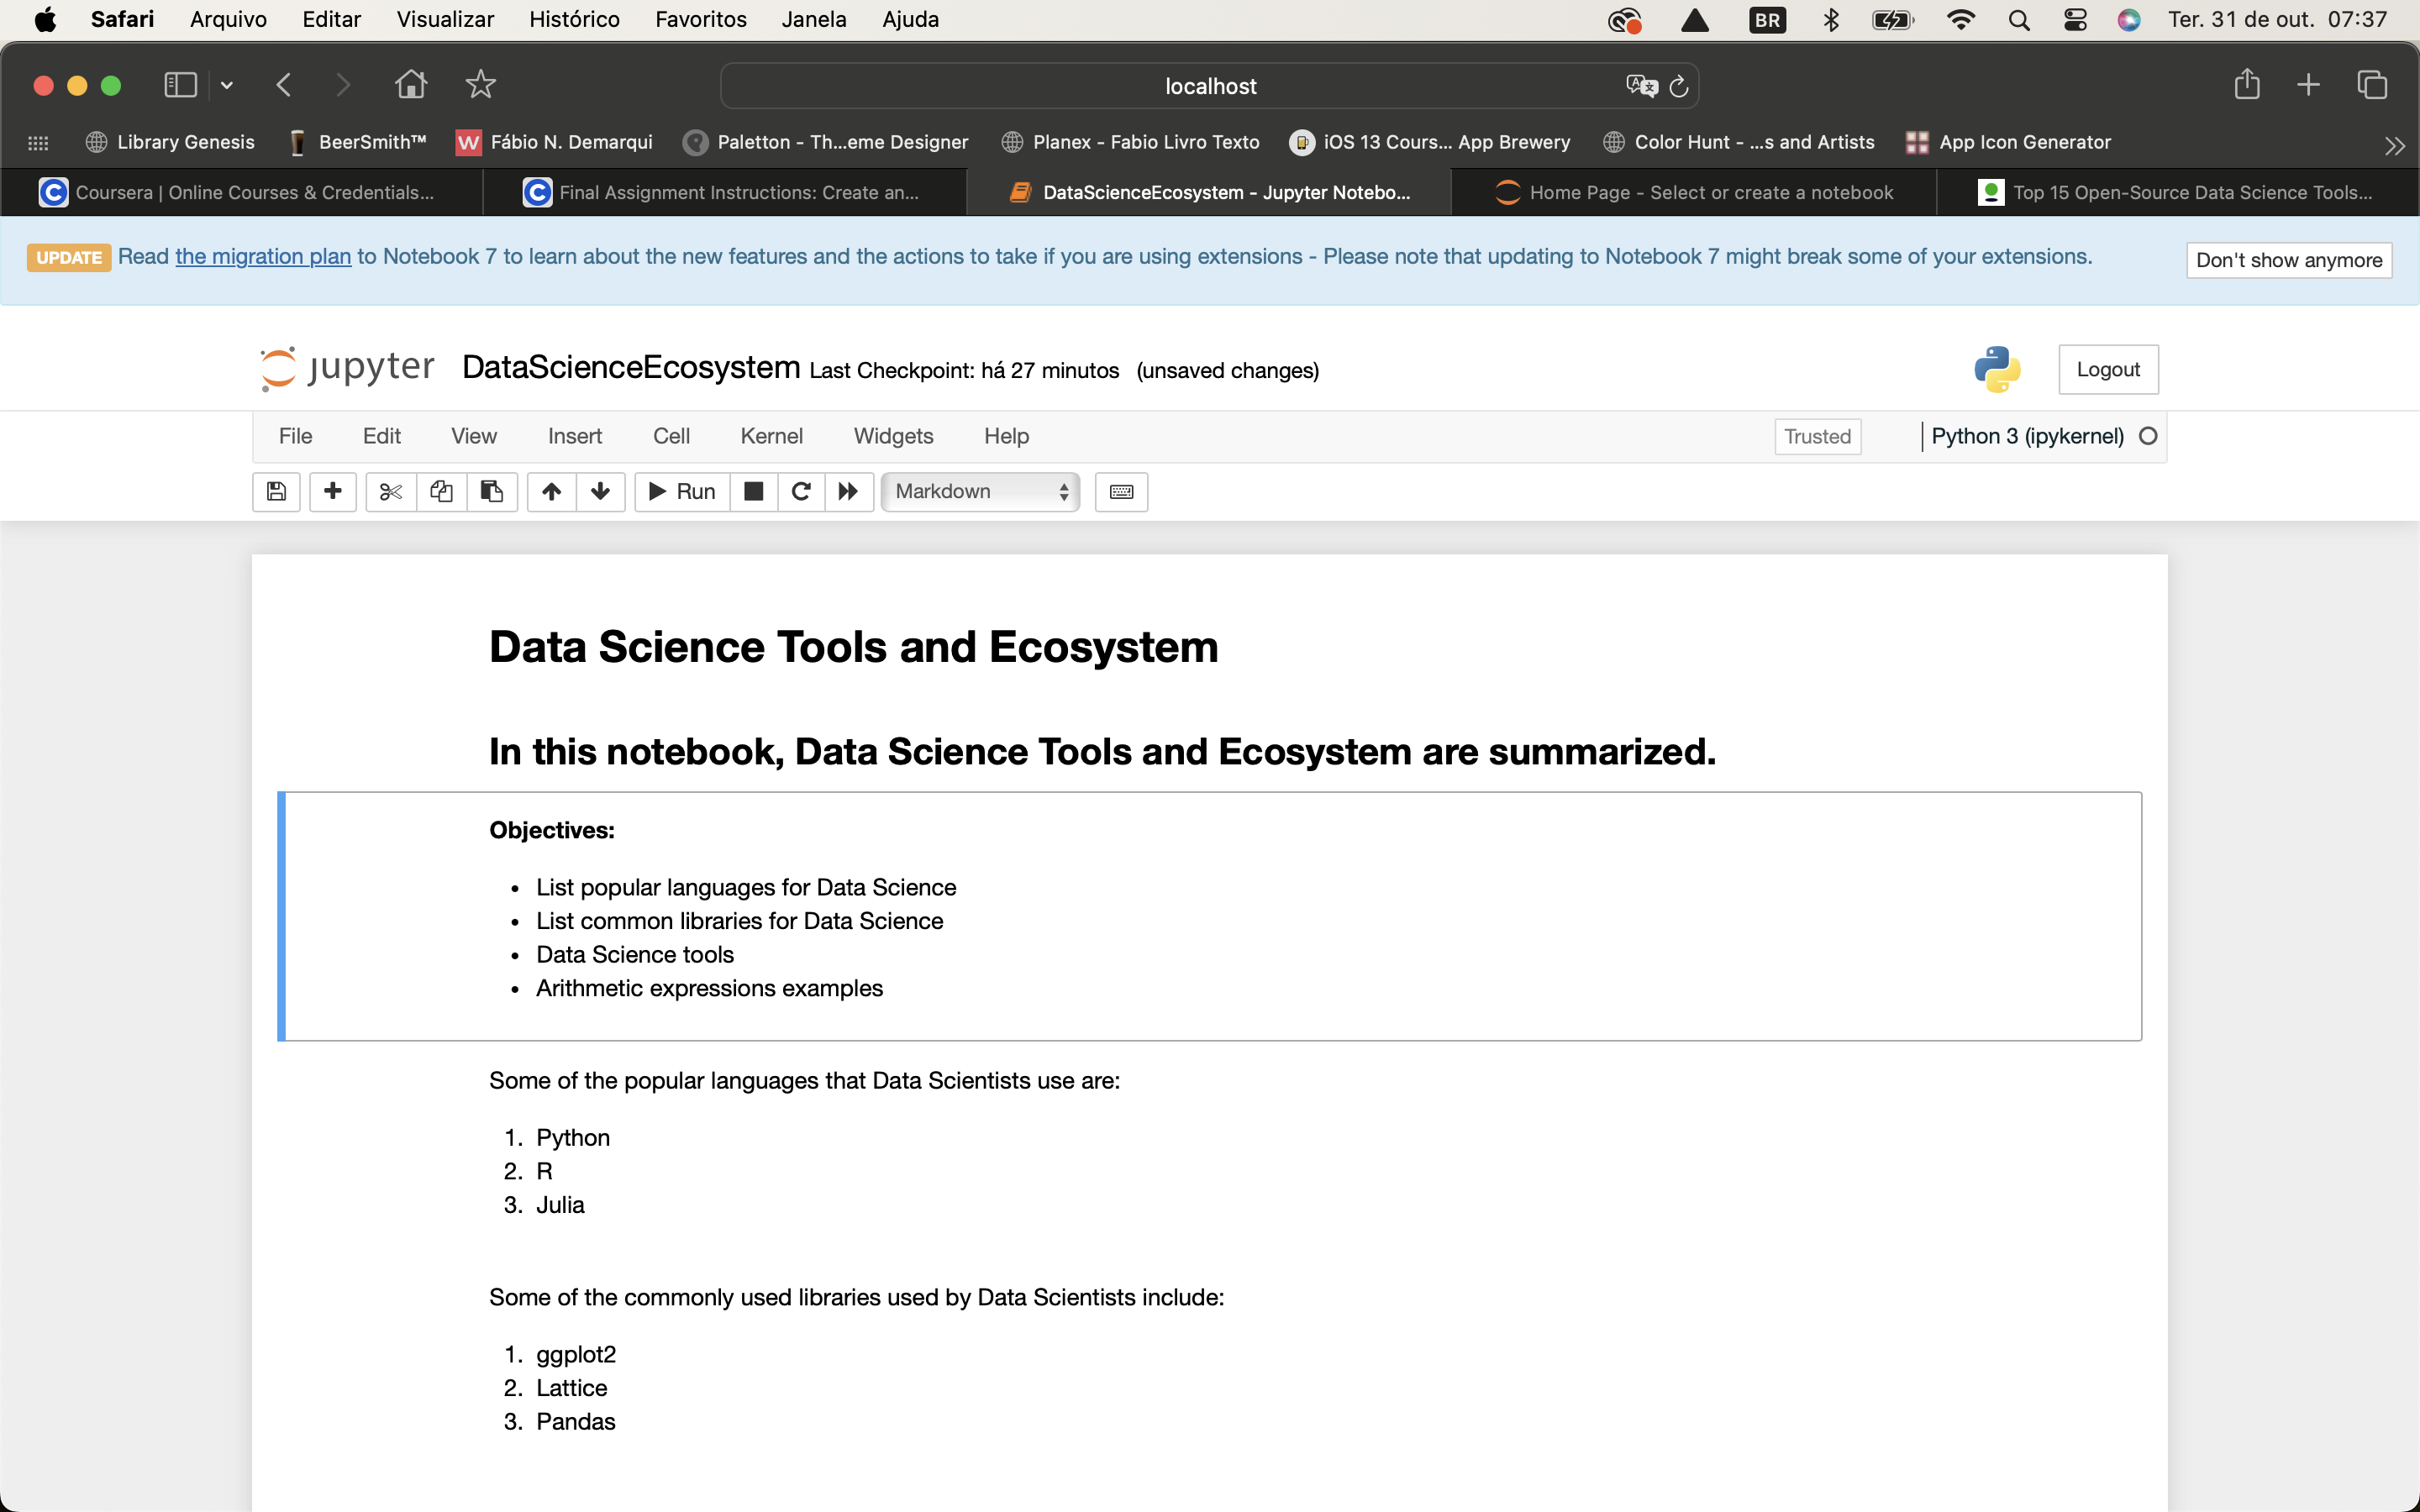 Safari Arquivo Editar Visualizar Histórico Favoritos Janela Ajuda BR Ter. 31 de out. 07:37
localhost
Library Genesis BeerSmith™ W Fábio N. Demarqui Paletton - Th...eme Designer Planex - Fabio Livro Texto iOS 13 Cours... App Brewery Color Hunt - ...s and Artists App Icon Generator
Coursera | Online Courses & Credentials... Final Assignment Instructions: Create an... DataScienceEcosystem - Jupyter Notebo... Home Page - Select or create a notebook Top 15 Open-Source Data Science Tools...
UPDATE Read the migration plan to Notebook 7 to learn about the new features and the actions to take if you are using extensions - Please note that updating to Notebook 7 might break some of your extensions. Don't show anymore
jupyter DataScienceEcosystem Last Checkpoint: há 27 minutos (unsaved changes) Logout
File Edit View Insert Cell Kernel Widgets Help Trusted Python 3 (ipykernel)
Run Markdown
Data Science Tools and Ecosystem
In this notebook, Data Science Tools and Ecosystem are summarized.
Objectives:
• List popular languages for Data Science
• List common libraries for Data Science
• Data Science tools
• Arithmetic expressions examples
Some of the popular languages that Data Scientists use are:
1. Python
2. R
3. Julia
Some of the commonly used libraries used by Data Scientists include:
1. ggplot2
2. Lattice
3. Pandas